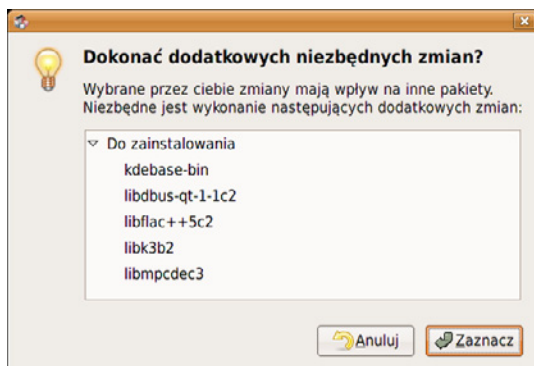 Dokonać dodatkowych niezbędnych zmian?
Wybrane przez ciebie zmiany mają wpływ na inne pakiety.
Niezbędne jest wykonanie następujących dodatkowych zmian:
Do zainstalowania
kdebase-bin
libdbus-qt-1-1c2
libflac++5c2
libk3b2
libmpcdec3
Anuluj
Zaznacz